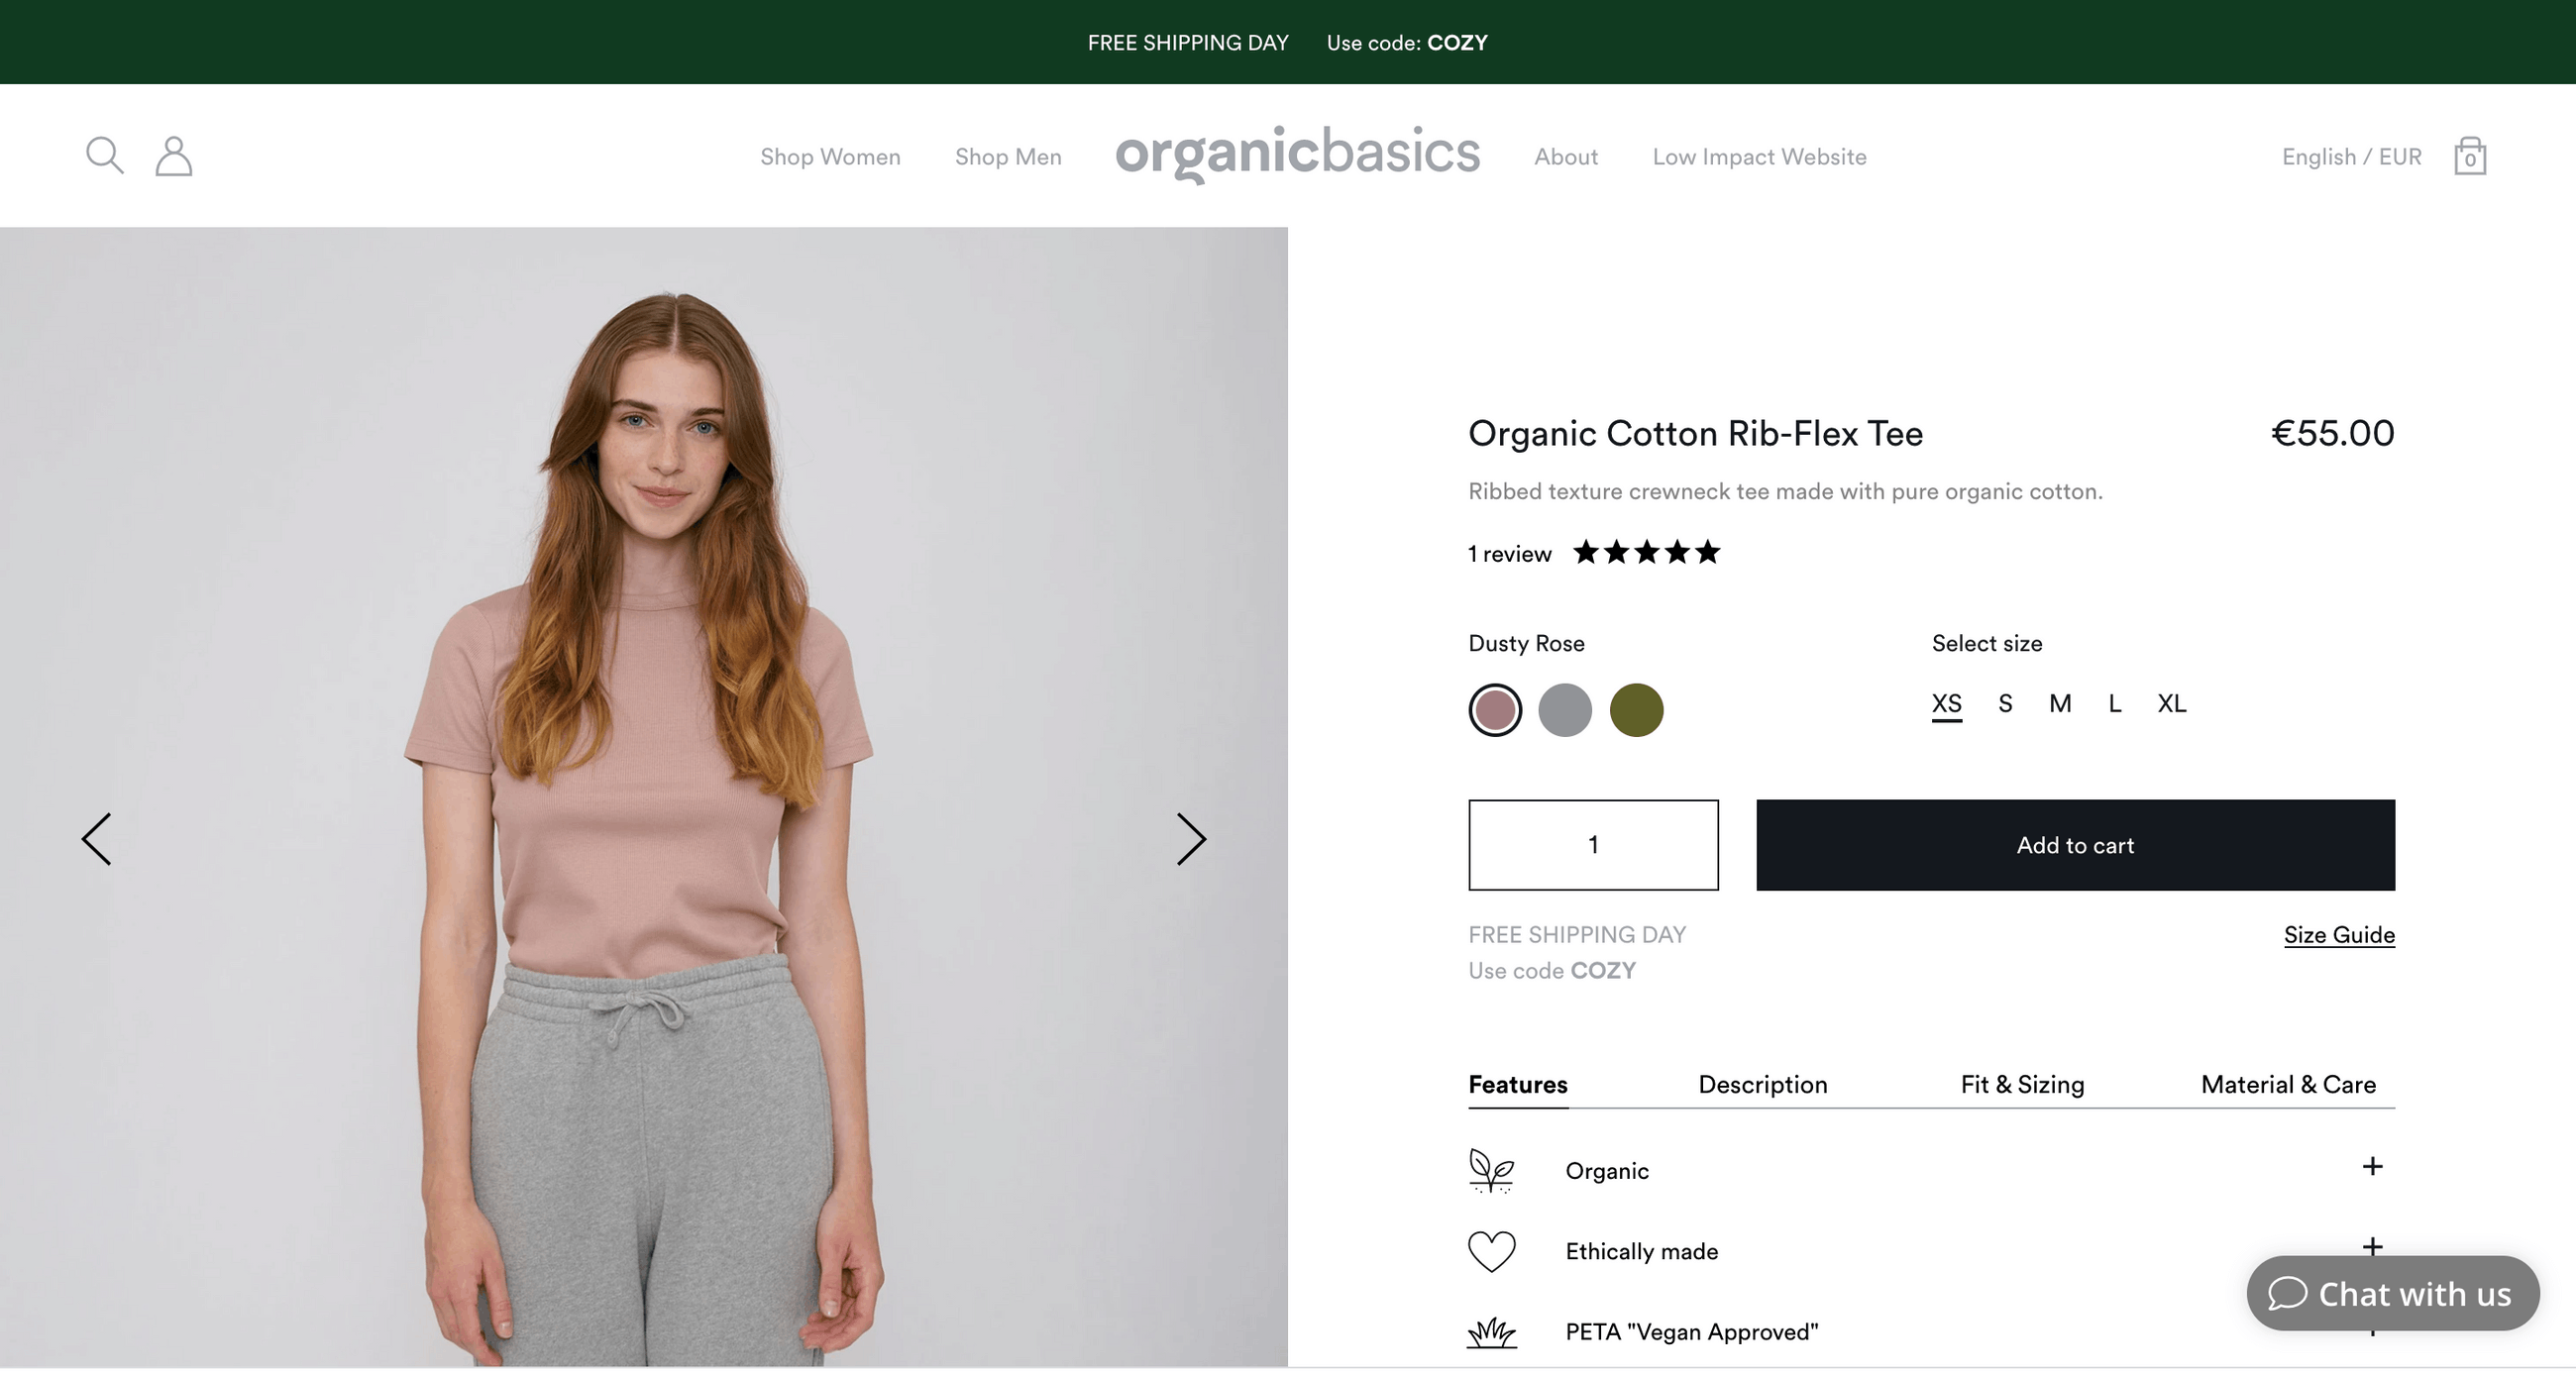 FREE SHIPPING DAY Use code: COZY
Shop Women Shop Men organicbasics About Low Impact Website English / EUR 0
Organic Cotton Rib-Flex Tee €55.00
Ribbed texture crewneck tee made with pure organic cotton.
1 review
Dusty Rose Select size
XS S M L XL
1 Add to cart
FREE SHIPPING DAY Size Guide
Use code COZY
Features Description Fit & Sizing Material & Care
Organic +
Ethically made +
Chat with us
PETA "Vegan Approved"